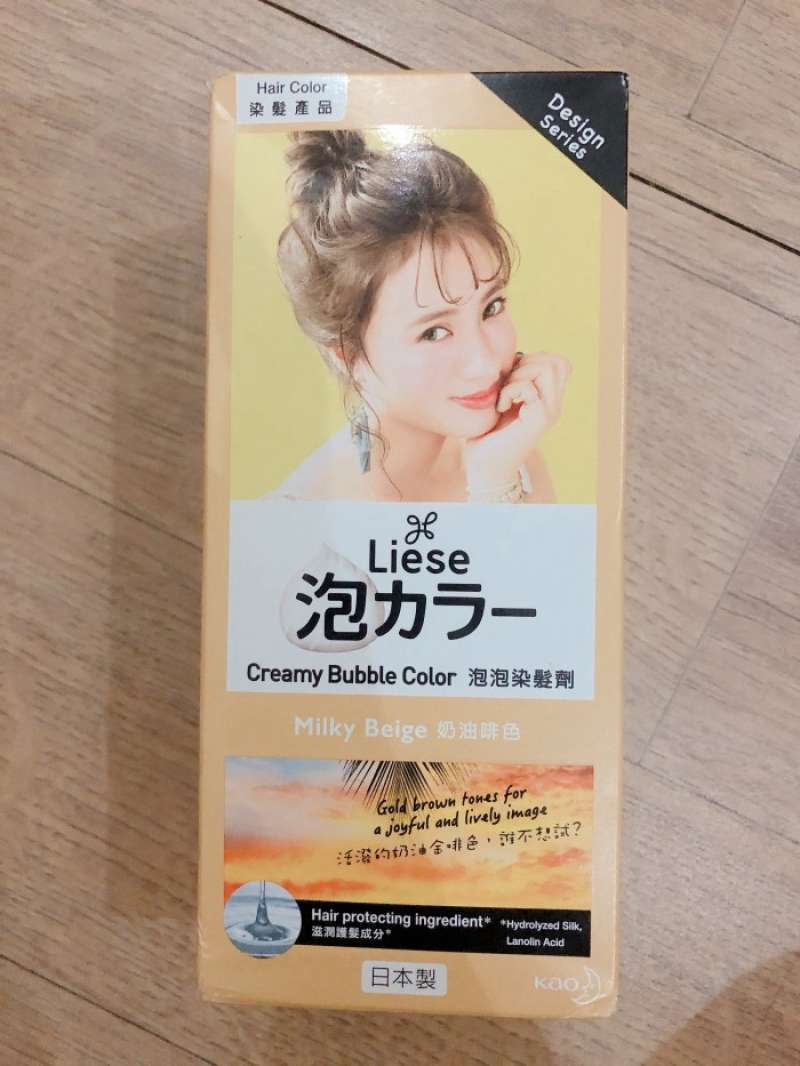 Hair Color
染髮產品
Design
Series
Liese
泡カラー
Creamy Bubble Color 泡泡染髮劑
Milky Beige 奶油啡色
Gold brown tones for
a joyful and lively image
活潑的奶油金啡色，誰不想試?
Hair protecting ingredient* *Hydrolyzed Silk,
滋潤護髮成分* Lanolin Acid
日本製
Kao